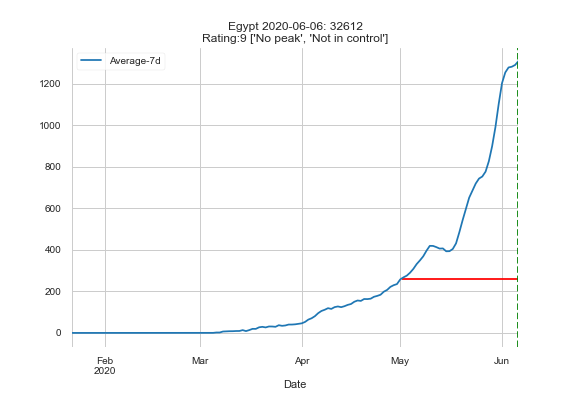 Egypt 2020-06-06: 32612
Rating:9 ['No peak', 'Not in control']
Average-7d
1200
1000
800
600
400
200
0
Feb Mar Apr May Jun
2020
Date